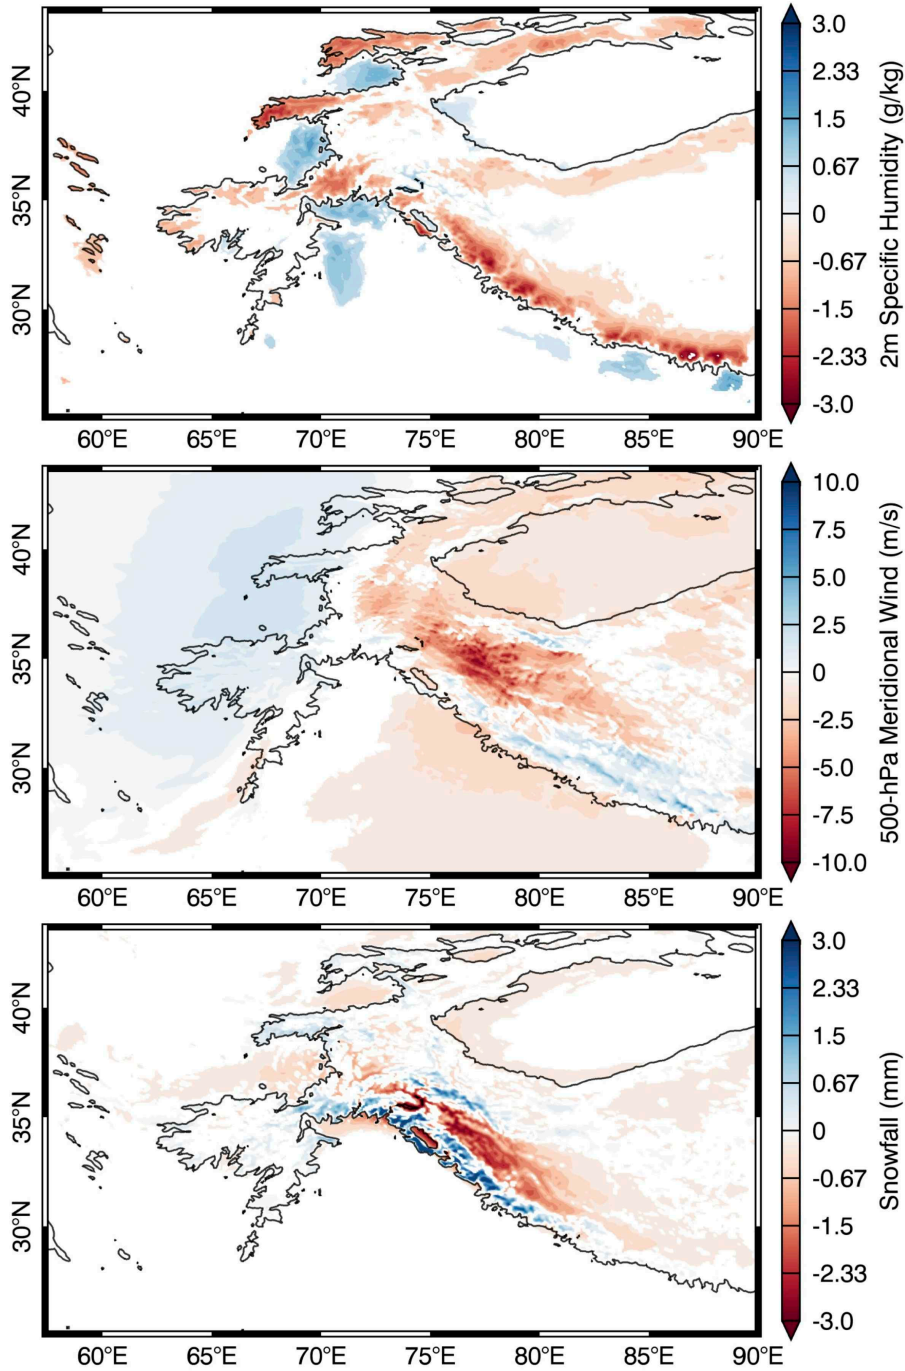 40°N
35°N
30°N
60°E 65°E 70°E 75°E 80°E 85°E 90°E
3.0
2.33
1.5
0.67
0
-0.67
-1.5
-2.33
-3.0
2m Specific Humidity (g/kg)
40°N
35°N
30°N
60°E 65°E 70°E 75°E 80°E 85°E 90°E
10.0
7.5
5.0
2.5
0
-2.5
-5.0
-7.5
-10.0
500-hPa Meridional Wind (m/s)
40°N
35°N
30°N
60°E 65°E 70°E 75°E 80°E 85°E 90°E
3.0
2.33
1.5
0.67
0
-0.67
-1.5
-2.33
-3.0
Snowfall (mm)